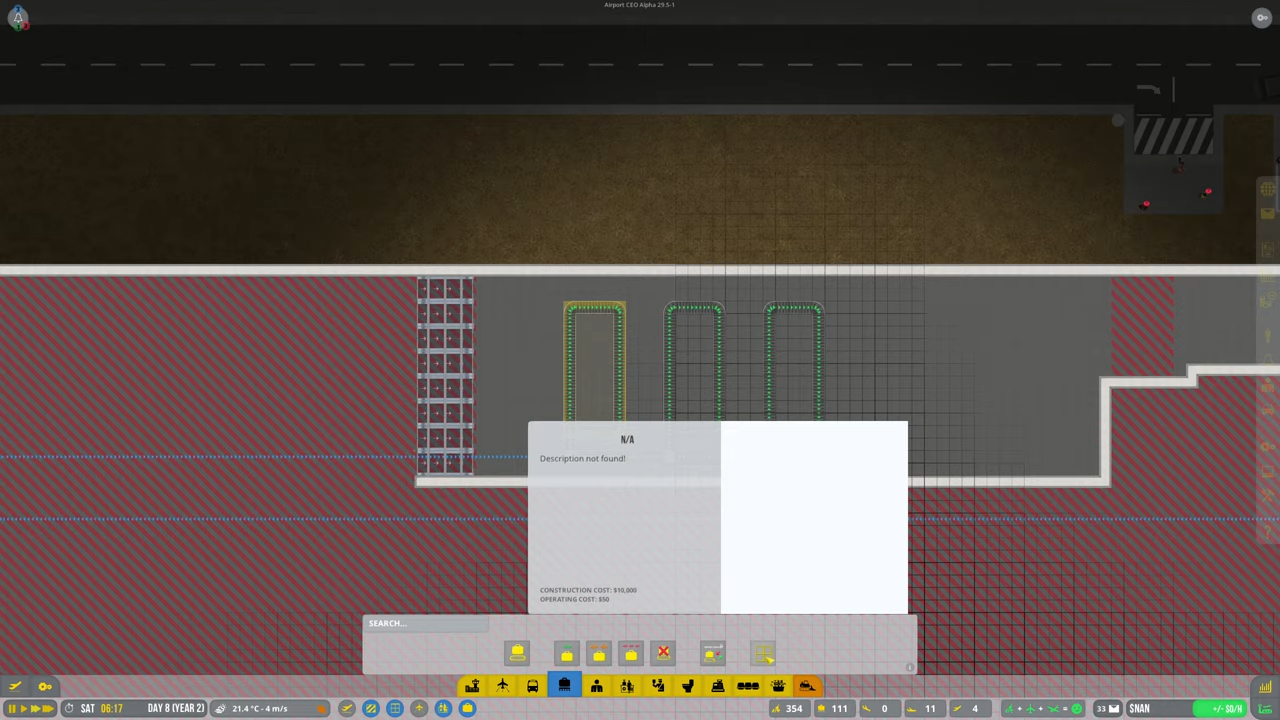 Airport CEO Alpha 29.5-1
N/A
Description not found!
CONSTRUCTION COST: $10,000
OPERATING COST: $50
SEARCH...
SAT 06:17 DAY 8 (YEAR 2) 21.4 °C - 4 m/s 354 111 0 11 4 33 $NAN +/- $0/H